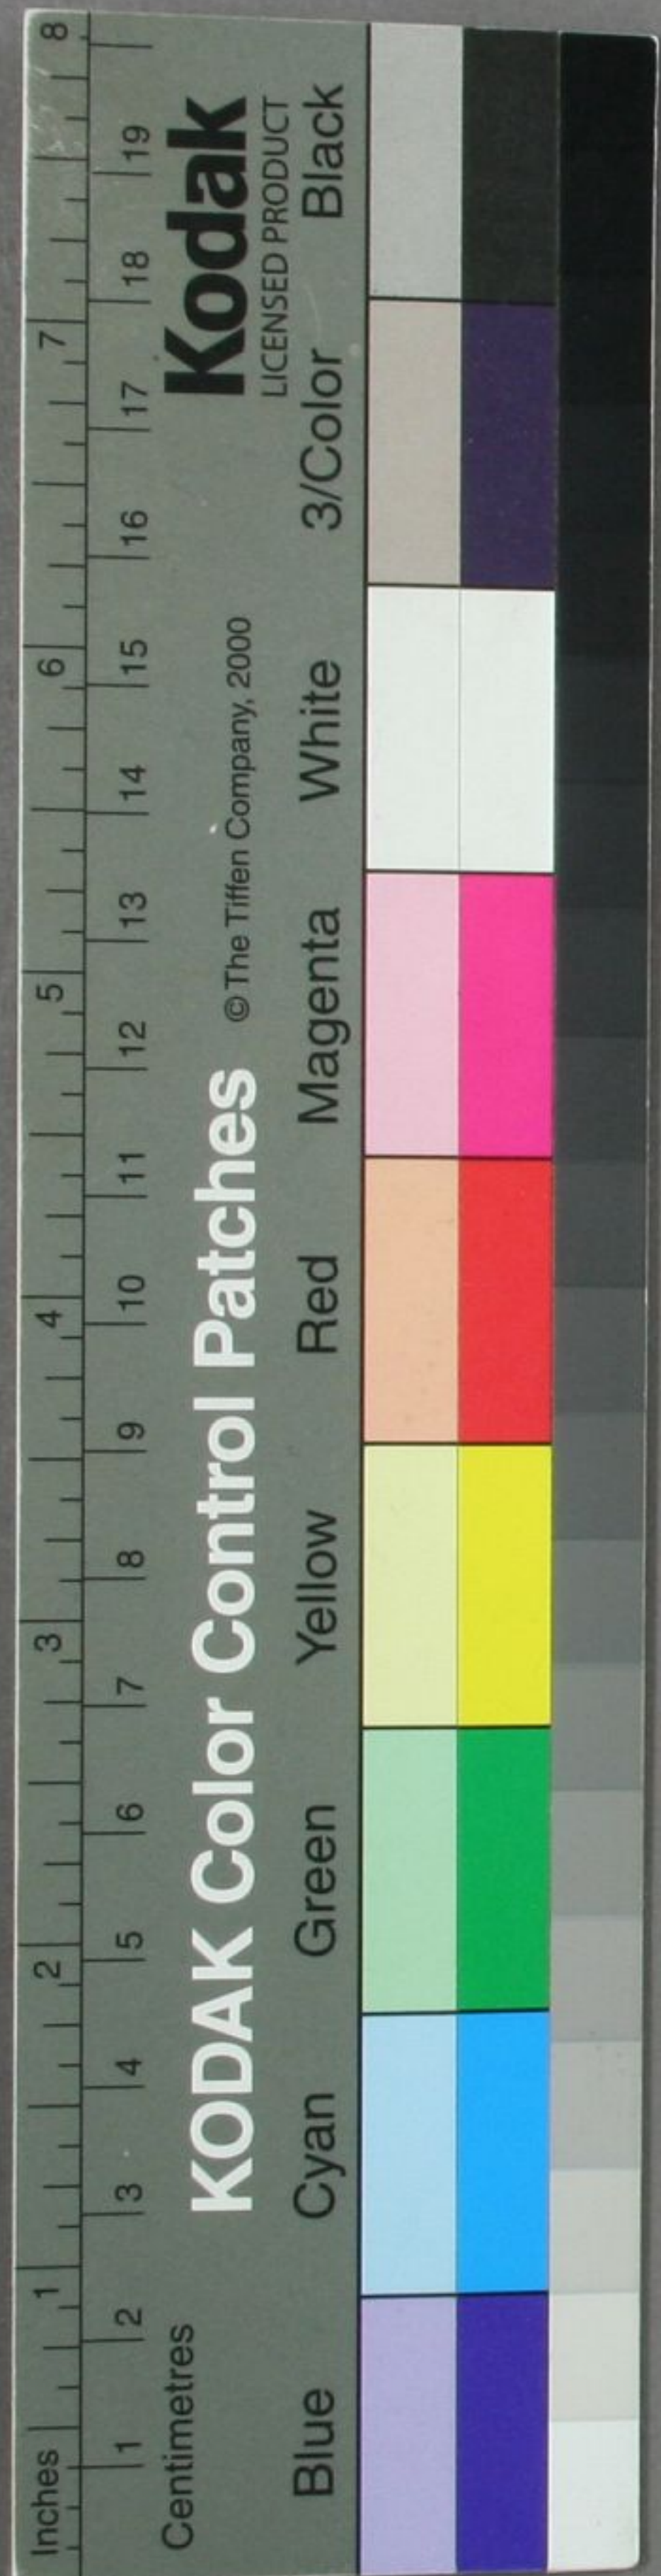 Inches 1 2 3 4 5 6 7 8
1 2 3 4 5 6 7 8 9 10 11 12 13 14 15 16 17 18 19
Centimetres
KODAK Color Control Patches © The Tiffen Company, 2000 Kodak
LICENSED PRODUCT
Blue Cyan Green Yellow Red Magenta White 3/Color Black